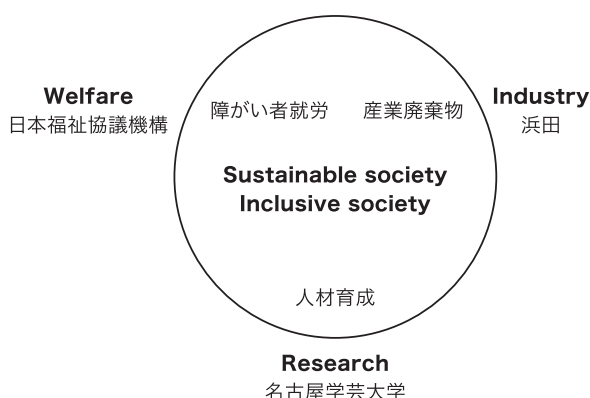 Welfare
日本福祉協議機構
障がい者就労
産業廃棄物
Industry
浜田
Sustainable society
Inclusive society
人材育成
Research
名古屋学芸大学